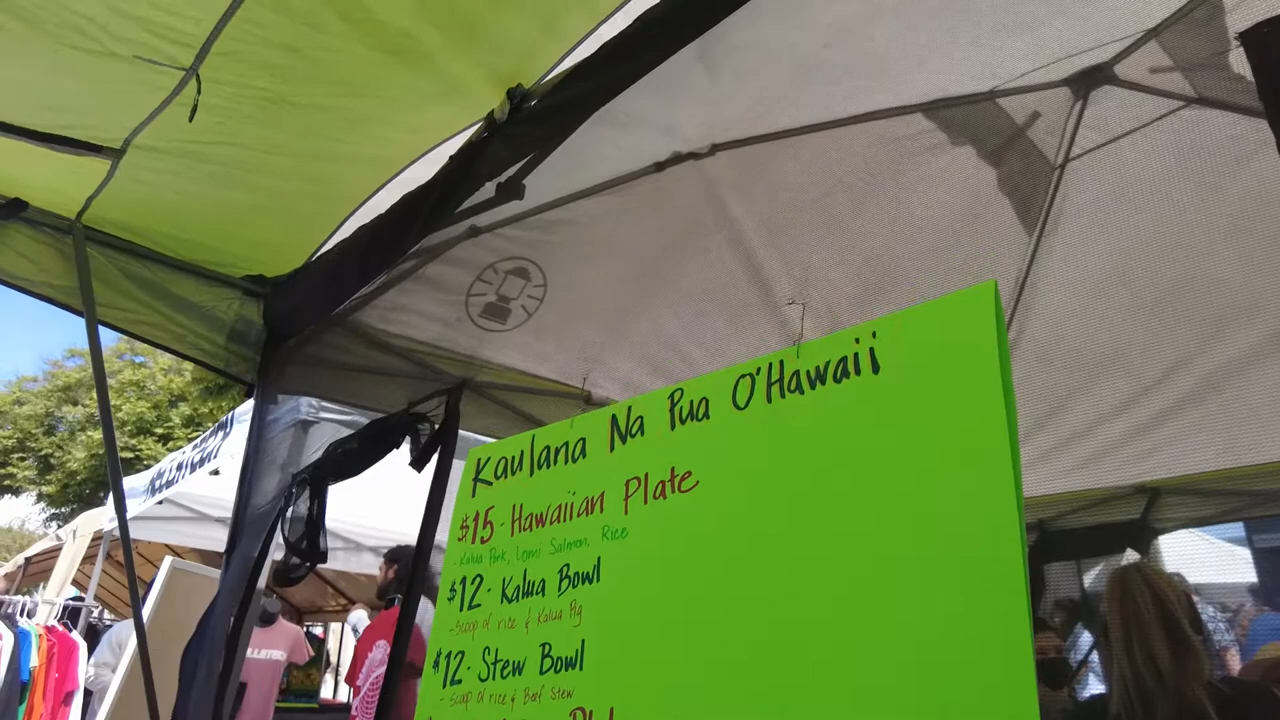 Kaulana Na Pua O'Hawaii
$15 - Hawaiian Plate
- Kalua Pork, Lomi Salmon, Rice
$12 - Kalua Bowl
- Scoop of rice & Kalua Pig
$12 - Stew Bowl
- Scoop of rice & Beef Stew